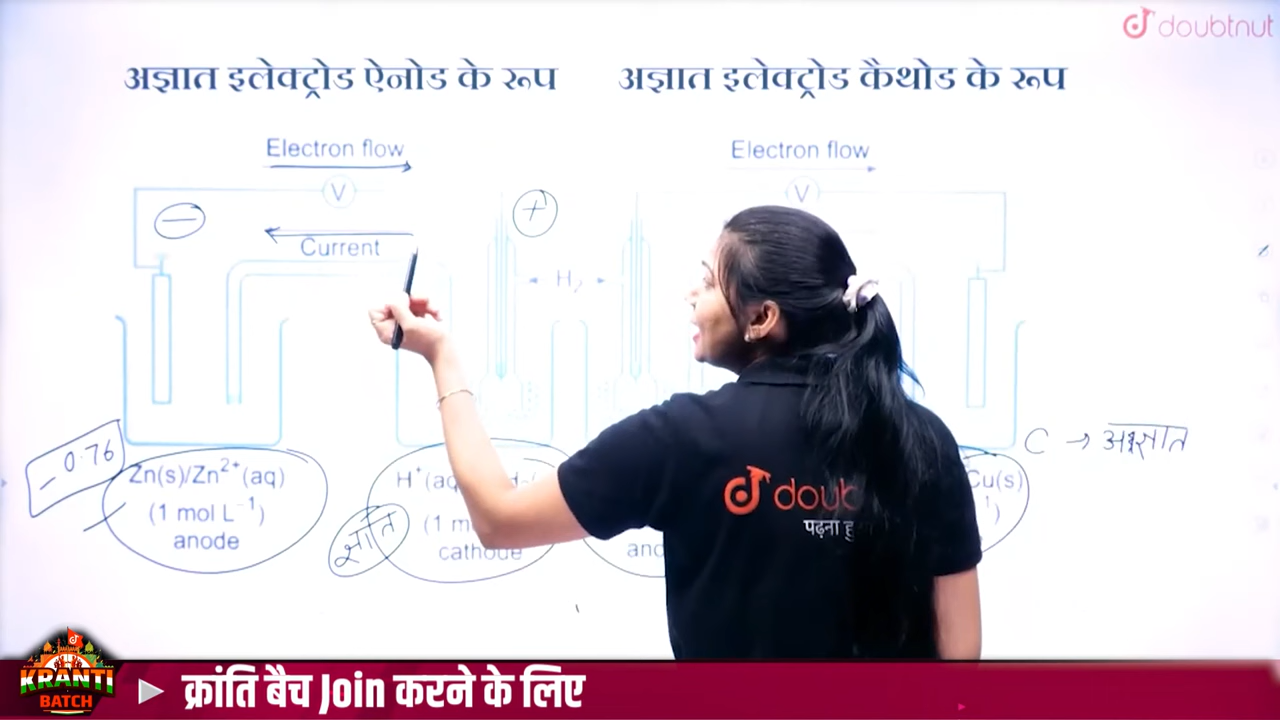 doubtnut
अज्ञात इलेक्ट्रोड ऐनोड के रूप
अज्ञात इलेक्ट्रोड कैथोड के रूप
Electron flow
V
−
+
Current
H₂
Electron flow
V
− 0.76
Zn(s)/Zn²⁺(aq)
(1 mol L⁻¹)
anode
ज्ञात
H⁺(aq
(1 m
cathode
and
Cu(s)
C → अज्ञात
doub
पढ़ना हु
KRANTI
BATCH
क्रांति बैच Join करने के लिए